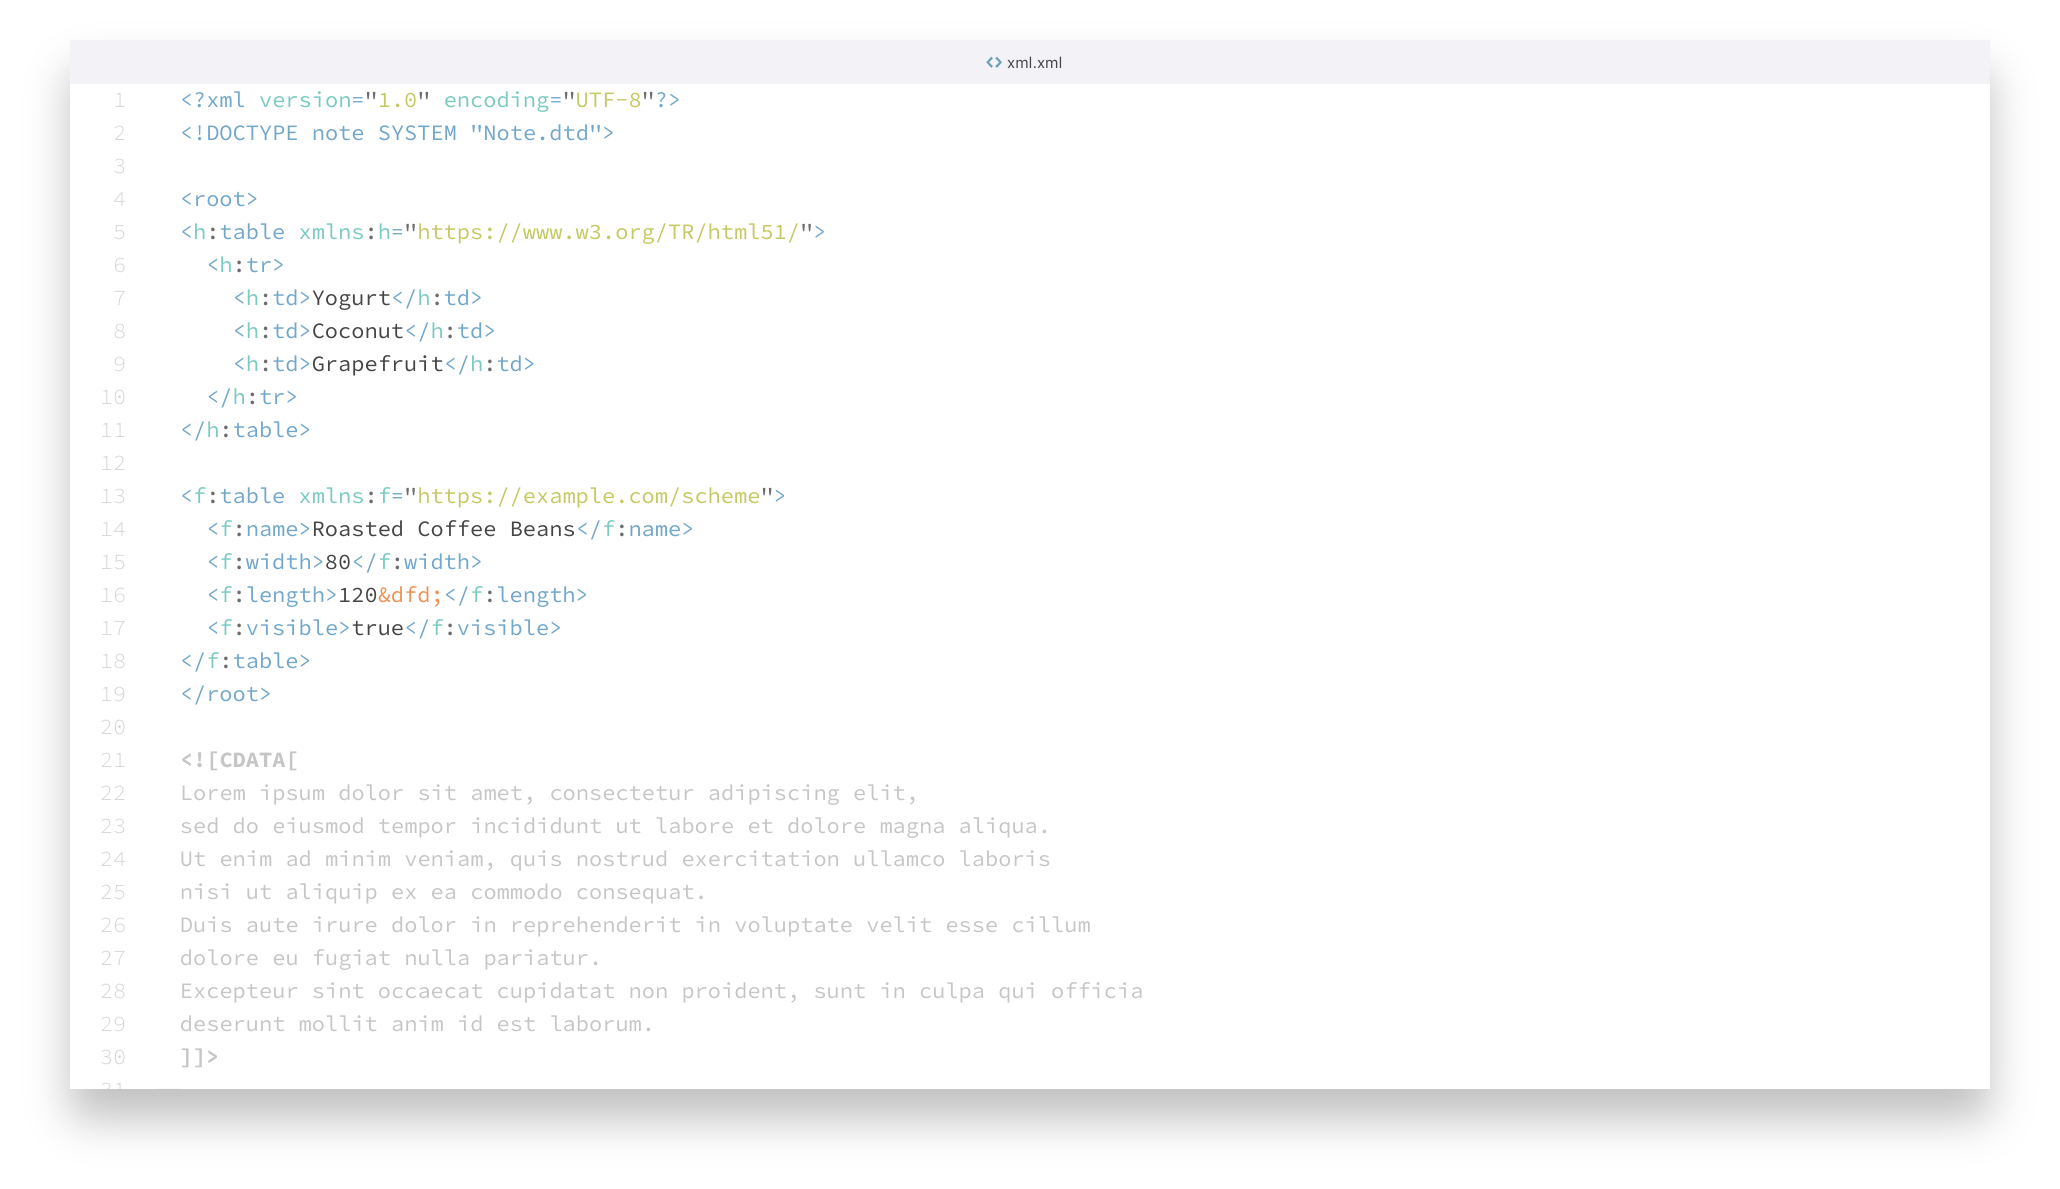 xml.xml
1 <?xml version="1.0" encoding="UTF-8"?>
2 <!DOCTYPE note SYSTEM "Note.dtd">
3
4 <root>
5 <h:table xmlns:h="https://www.w3.org/TR/html51/">
6   <h:tr>
7     <h:td>Yogurt</h:td>
8     <h:td>Coconut</h:td>
9     <h:td>Grapefruit</h:td>
10   </h:tr>
11 </h:table>
12
13 <f:table xmlns:f="https://example.com/scheme">
14   <f:name>Roasted Coffee Beans</f:name>
15   <f:width>80</f:width>
16   <f:length>120&dfd;</f:length>
17   <f:visible>true</f:visible>
18 </f:table>
19 </root>
20
21 <![CDATA[
22 Lorem ipsum dolor sit amet, consectetur adipiscing elit,
23 sed do eiusmod tempor incididunt ut labore et dolore magna aliqua.
24 Ut enim ad minim veniam, quis nostrud exercitation ullamco laboris
25 nisi ut aliquip ex ea commodo consequat.
26 Duis aute irure dolor in reprehenderit in voluptate velit esse cillum
27 dolore eu fugiat nulla pariatur.
28 Excepteur sint occaecat cupidatat non proident, sunt in culpa qui officia
29 deserunt mollit anim id est laborum.
30 ]]>
31